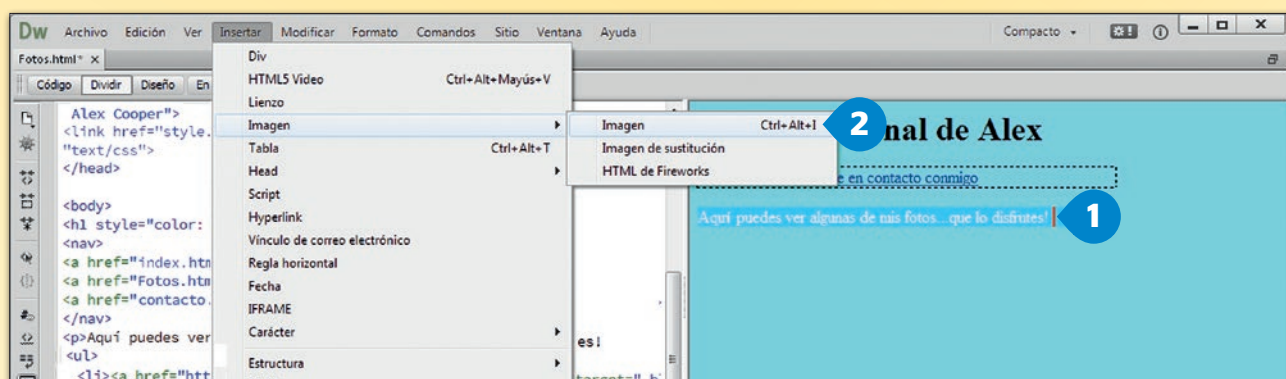 Dw Archivo Edición Ver Insertar Modificar Formato Comandos Sitio Ventana Ayuda Compacto
Fotos.html* x
Código Dividir Diseño En
Div
HTML5 Video Ctrl+Alt+Mayús+V
Lienzo
Imagen
Tabla Ctrl+Alt+T
Head
Script
Hyperlink
Vínculo de correo electrónico
Regla horizontal
Fecha
IFRAME
Carácter
Estructura
Imagen Ctrl+Alt+I
Imagen de sustitución
HTML de Fireworks
2
Alex Cooper">
<link href="style.
"text/css">
</head>
<body>
<h1 style="color:
<nav>
<a href="index.htm
<a href="Fotos.htm
<a href="contacto.
</nav>
<p>Aquí puedes ver
es!
<ul>
<li><a href="htt
nal de Alex
e en contacto conmigo
Aquí puedes ver algunas de mis fotos...que lo disfrutes!
1